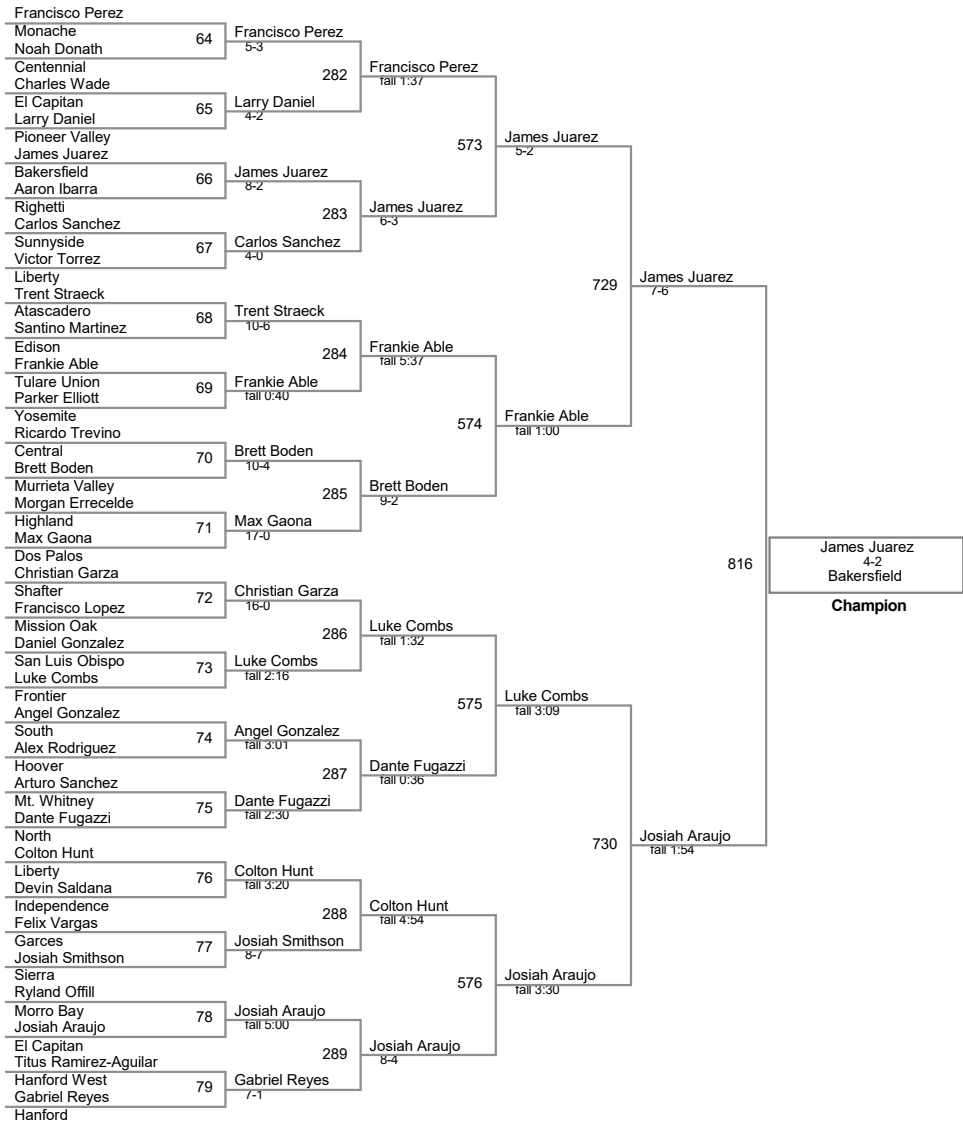 Francisco Perez
Monache
Noah Donath
Centennial
Charles Wade
El Capitan
Larry Daniel
Pioneer Valley
James Juarez
Bakersfield
Aaron Ibarra
Righetti
Carlos Sanchez
Sunnyside
Victor Torrez
Liberty
Trent Straeck
Atascadero
Santino Martinez
Edison
Frankie Able
Tulare Union
Parker Elliott
Yosemite
Ricardo Trevino
Central
Brett Boden
Murrieta Valley
Morgan Errecelde
Highland
Max Gaona
Dos Palos
Christian Garza
Shafter
Francisco Lopez
Mission Oak
Daniel Gonzalez
San Luis Obispo
Luke Combs
Frontier
Angel Gonzalez
South
Alex Rodriguez
Hoover
Arturo Sanchez
Mt. Whitney
Dante Fugazzi
North
Colton Hunt
Liberty
Devin Saldana
Independence
Felix Vargas
Garces
Josiah Smithson
Sierra
Ryland Offill
Morro Bay
Josiah Araujo
El Capitan
Titus Ramirez-Aguilar
Hanford West
Gabriel Reyes
Hanford
64
65
66
67
68
69
70
71
72
73
74
75
76
77
78
79
Francisco Perez
5-3
Larry Daniel
4-2
James Juarez
8-2
Carlos Sanchez
4-0
Trent Straeck
10-6
Frankie Able
fall 0:40
Brett Boden
10-4
Max Gaona
17-0
Christian Garza
16-0
Luke Combs
fall 2:16
Angel Gonzalez
fall 3:01
Dante Fugazzi
fall 2:30
Colton Hunt
fall 3:20
Josiah Smithson
8-7
Josiah Araujo
fall 5:00
Gabriel Reyes
7-1
282
283
284
285
286
287
288
289
Francisco Perez
fall 1:37
James Juarez
6-3
Frankie Able
fall 5:37
Brett Boden
9-2
Luke Combs
fall 1:32
Dante Fugazzi
fall 0:36
Colton Hunt
fall 4:54
Josiah Araujo
8-4
573
574
575
576
James Juarez
5-2
Frankie Able
fall 1:00
Luke Combs
fall 3:09
Josiah Araujo
fall 3:30
729
730
James Juarez
7-6
Josiah Araujo
fall 1:54
816
James Juarez
4-2
Bakersfield
Champion